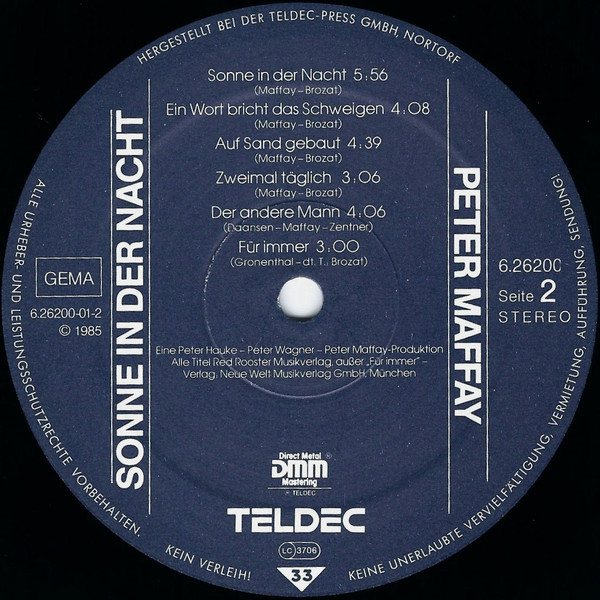 HERGESTELLT BEI DER TELDEC-PRESS GMBH, NORTORF
Sonne in der Nacht 5:56
(Maffay – Brozat)
Ein Wort bricht das Schweigen 4:08
(Maffay – Brozat)
Auf Sand gebaut 4:39
(Maffay – Brozat)
Zweimal täglich 3:06
(Maffay – Brozat)
Der andere Mann 4:06
(Daansen – Maffay – Zentner)
Für immer 3:00
(Gronenthal – dt. T. Brozat)
SONNE IN DER NACHT
PETER MAFFAY
GEMA
6.26200-01-2
© 1985
6.26200
Seite 2
STEREO
Eine Peter Hauke – Peter Wagner – Peter Maffay-Produktion
Alle Titel Red Rooster Musikverlag, außer „Für immer” –
Verlag: Neue Welt Musikverlag GmbH, München
Direct Metal
DMM
Mastering
TELDEC
TELDEC
LC 3706
33
ALLE URHEBER- UND LEISTUNGSSCHUTZRECHTE VORBEHALTEN.
KEIN VERLEIH!
KEINE UNERLAUBTE VERVIELFÄLTIGUNG, VERMIETUNG, AUFFÜHRUNG, SENDUNG!